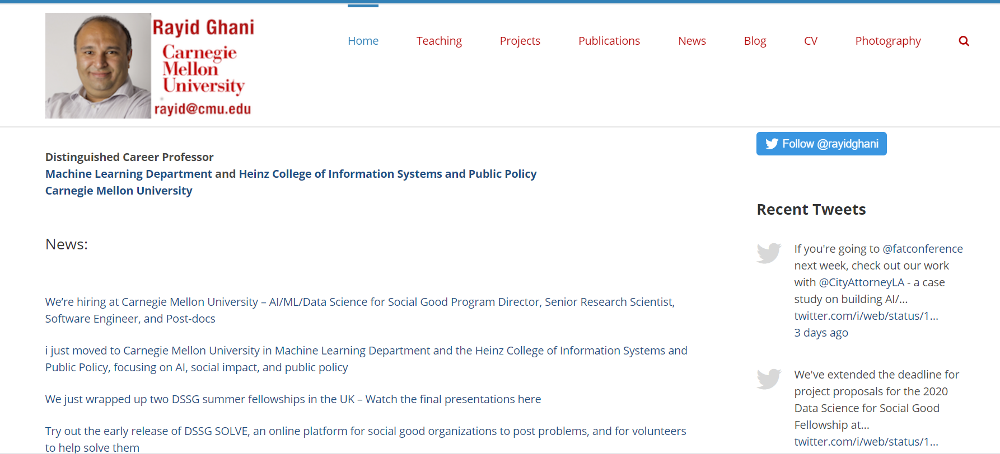 Rayid Ghani
Carnegie
Mellon
University
rayid@cmu.edu
Home
Teaching
Projects
Publications
News
Blog
CV
Photography
Distinguished Career Professor
Machine Learning Department and Heinz College of Information Systems and Public Policy
Carnegie Mellon University
News:
We’re hiring at Carnegie Mellon University – AI/ML/Data Science for Social Good Program Director, Senior Research Scientist,
Software Engineer, and Post-docs
i just moved to Carnegie Mellon University in Machine Learning Department and the Heinz College of Information Systems and
Public Policy, focusing on AI, social impact, and public policy
We just wrapped up two DSSG summer fellowships in the UK – Watch the final presentations here
Try out the early release of DSSG SOLVE, an online platform for social good organizations to post problems, and for volunteers
to help solve them
Follow @rayidghani
Recent Tweets
If you're going to @fatconference
next week, check out our work
with @CityAttorneyLA - a case
study on building AI/...
twitter.com/i/web/status/1...
3 days ago
We've extended the deadline for
project proposals for the 2020
Data Science for Social Good
Fellowship at...
twitter.com/i/web/status/1...